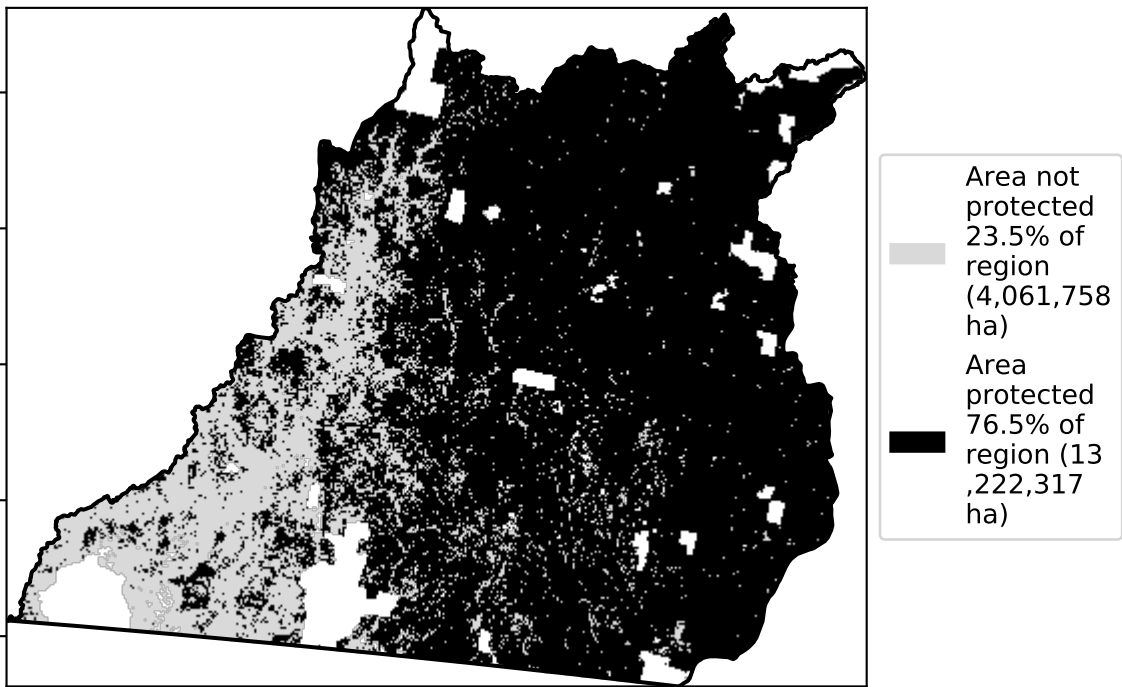 Area not
protected
23.5% of
region
(4,061,758
ha)
Area
protected
76.5% of
region (13
,222,317
ha)